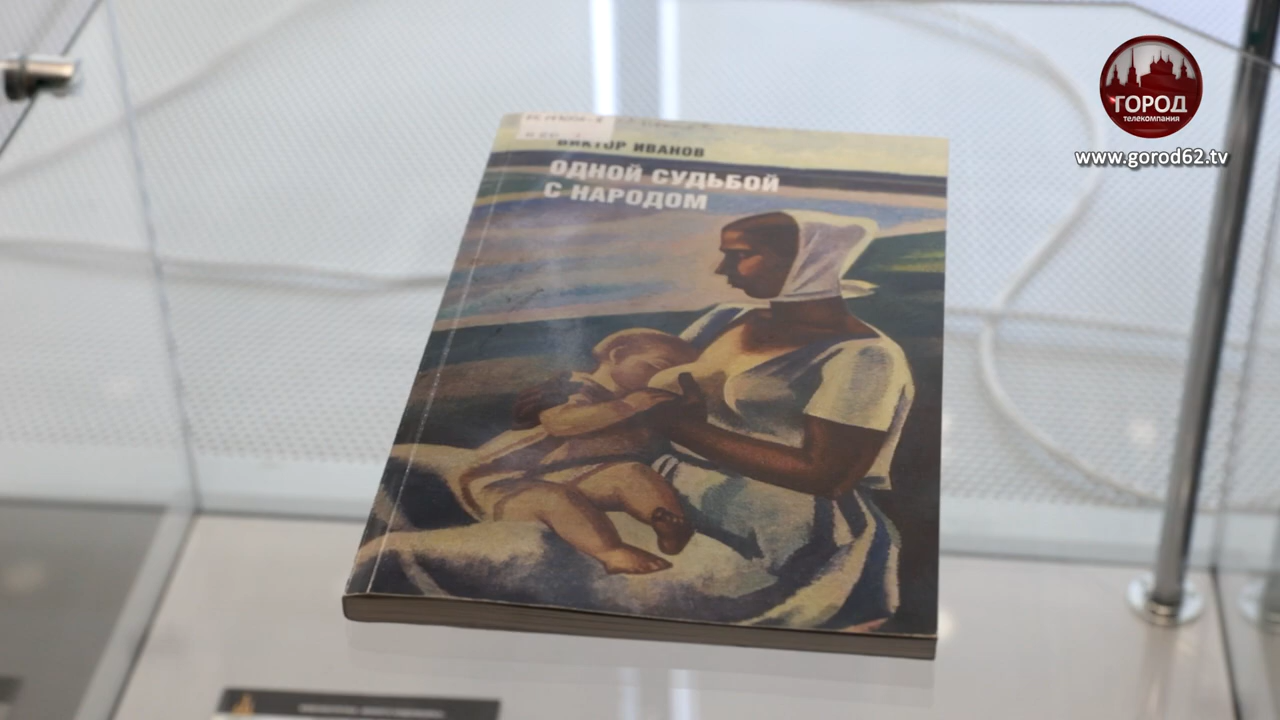 ГОРОД
телекомпания
www.gorod62.tv
ВИКТОР ИВАНОВ
ОДНОЙ СУДЬБОЙ
С НАРОДОМ